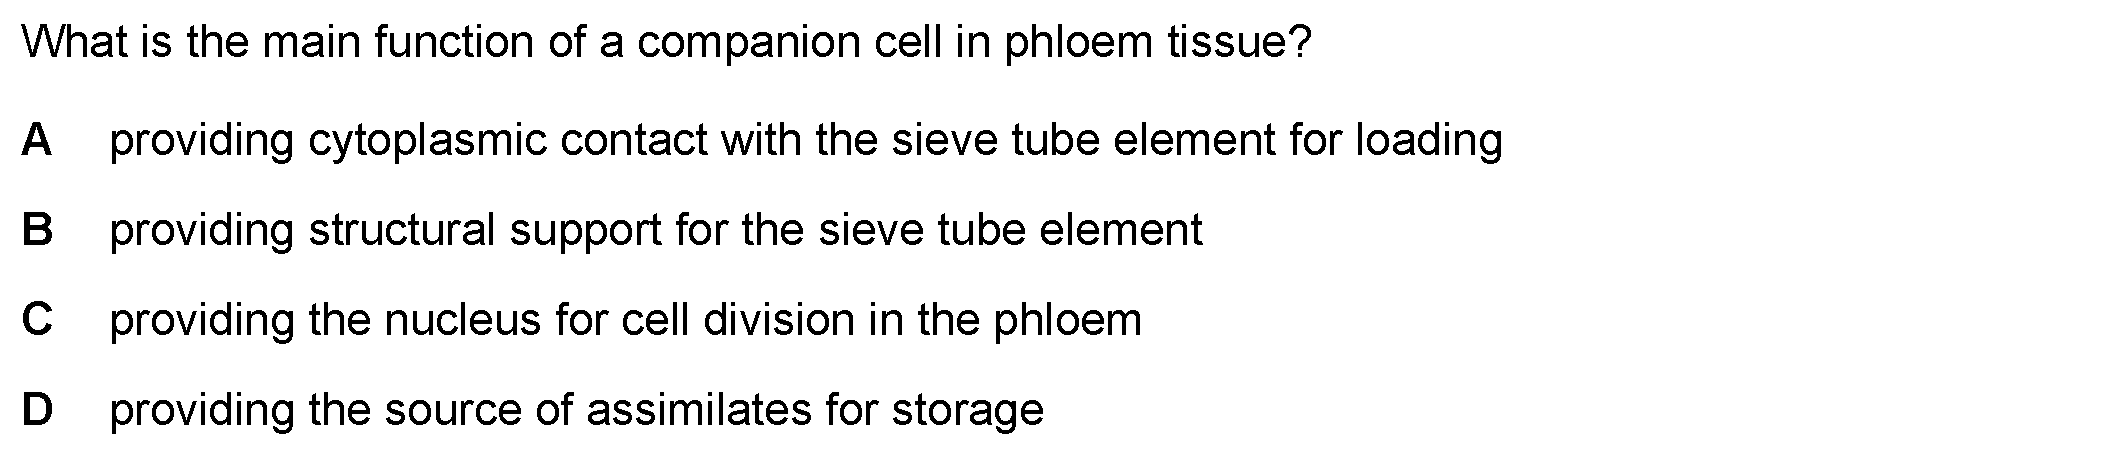 What is the main function of a companion cell in phloem tissue?
A providing cytoplasmic contact with the sieve tube element for loading
B providing structural support for the sieve tube element
C providing the nucleus for cell division in the phloem
D providing the source of assimilates for storage